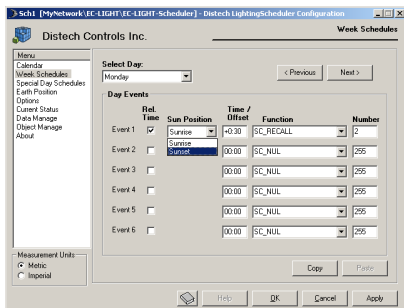 Sch1 [MyNetwork\EC-LIGHT\EC-LIGHT-Scheduler] - Distech LightingScheduler Configuration
Distech Controls Inc.
Week Schedules
Menu
Calendar
Week Schedules
Special Day Schedules
Earth Position
Options
Current Status
Data Manage
Object Manage
About
Measurement Units
Metric
Imperial
Select Day:
Monday
< Previous
Next >
Day Events
Rel. Time
Sun Position
Time / Offset
Function
Number
Event 1 Sunrise +0:30 SC_RECALL 2
Sunrise
Sunset
Event 2 00:00 SC_NUL 255
Event 3 00:00 SC_NUL 255
Event 4 00:00 SC_NUL 255
Event 5 00:00 SC_NUL 255
Event 6 00:00 SC_NUL 255
Copy
Paste
Help
OK
Cancel
Apply